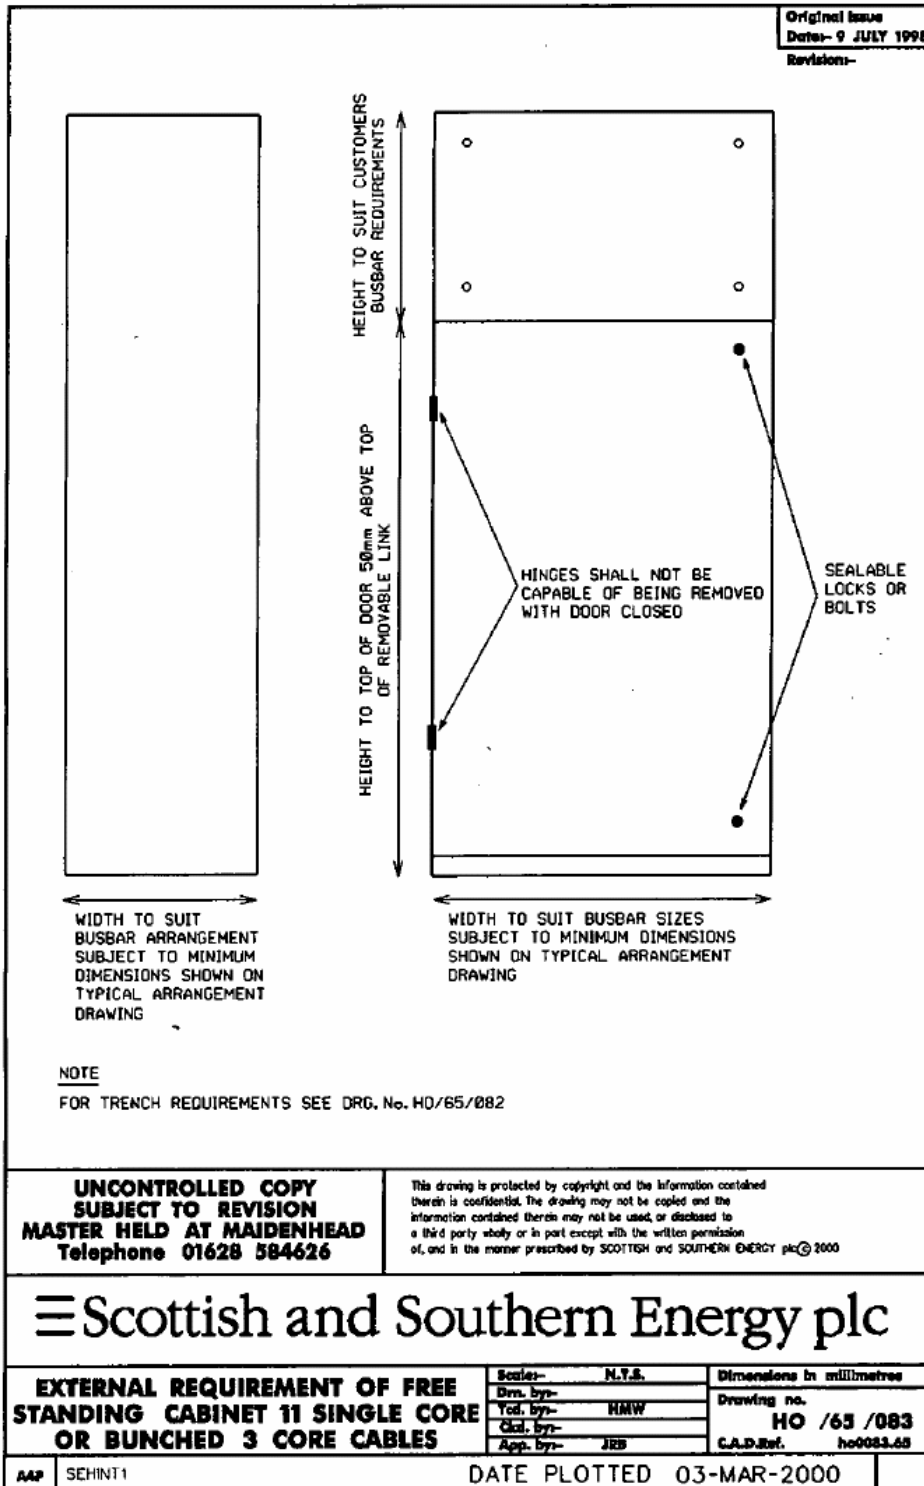 Original Issue
Date:- 9 JULY 1998
Revision:-
HEIGHT TO SUIT CUSTOMERS
BUSBAR REQUIREMENTS
HEIGHT TO TOP OF DOOR 50mm ABOVE TOP
OF REMOVABLE LINK
HINGES SHALL NOT BE
CAPABLE OF BEING REMOVED
WITH DOOR CLOSED
SEALABLE
LOCKS OR
BOLTS
WIDTH TO SUIT
BUSBAR ARRANGEMENT
SUBJECT TO MINIMUM
DIMENSIONS SHOWN ON
TYPICAL ARRANGEMENT
DRAWING
WIDTH TO SUIT BUSBAR SIZES
SUBJECT TO MINIMUM DIMENSIONS
SHOWN ON TYPICAL ARRANGEMENT
DRAWING
NOTE
FOR TRENCH REQUIREMENTS SEE DRG. No. HO/65/082
UNCONTROLLED COPY
SUBJECT TO REVISION
MASTER HELD AT MAIDENHEAD
Telephone 01628 584626
This drawing is protected by copyright and the information contained
therein is confidential. The drawing may not be copied and the
information contained therein may not be used, or disclosed to
a third party wholly or in part except with the written permission
of, and in the manner prescribed by SCOTTISH and SOUTHERN ENERGY plc © 2000
Scottish and Southern Energy plc
EXTERNAL REQUIREMENT OF FREE
STANDING CABINET 11 SINGLE CORE
OR BUNCHED 3 CORE CABLES
Scale:- N.T.S.
Drn. by:-
Tcd. by:- HMW
Ckd. by:-
App. by:- JRB
Dimensions in millimetres
Drawing no.
HO /65 /083
C.A.D.Ref. ho0083.65
A4P SEHINT1 DATE PLOTTED 03-MAR-2000